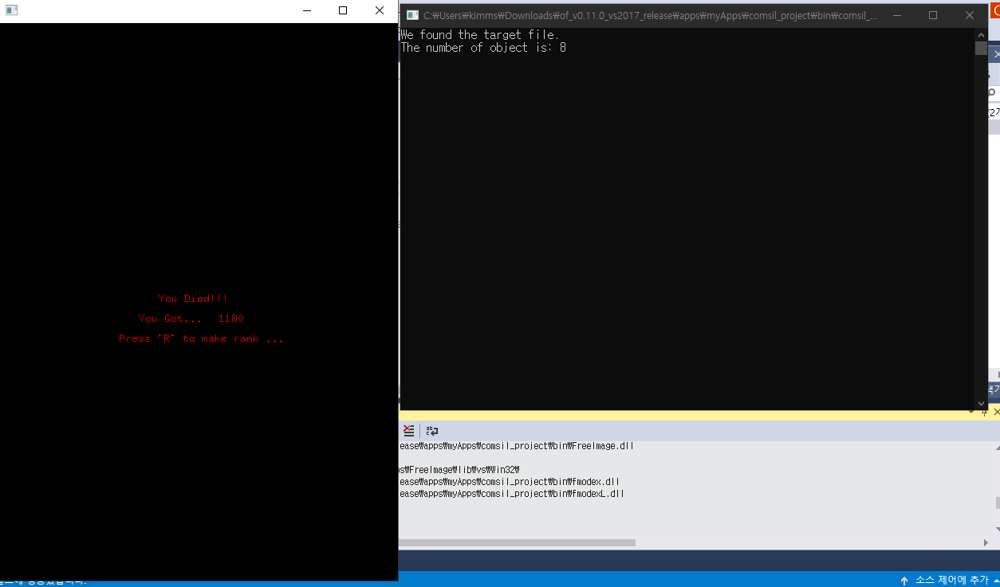 You Died!!!
You Got... 1180
Press 'R' to make rank ...
C:₩Users₩kimms₩Downloads₩of_v0.11.0_vs2017_release₩apps₩myApps₩comsil_project₩bin₩comsil_...
We found the target file.
The number of object is: 8
ease₩apps₩myApps₩comsil_project₩bin₩FreeImage.dll
s₩FreeImage₩lib₩vs₩Win32₩
ease₩apps₩myApps₩comsil_project₩bin₩fmodex.dll
ease₩apps₩myApps₩comsil_project₩bin₩fmodexL.dll
소스 제어에 추가